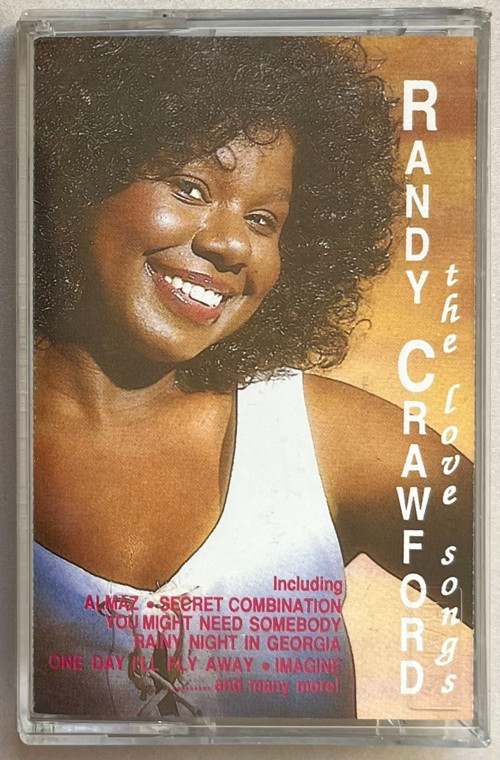 RANDY CRAWFORD
the love songs
Including
ALMAZ • SECRET COMBINATION
YOU MIGHT NEED SOMEBODY
RAINY NIGHT IN GEORGIA
ONE DAY I'LL FLY AWAY • IMAGINE
........and many more!